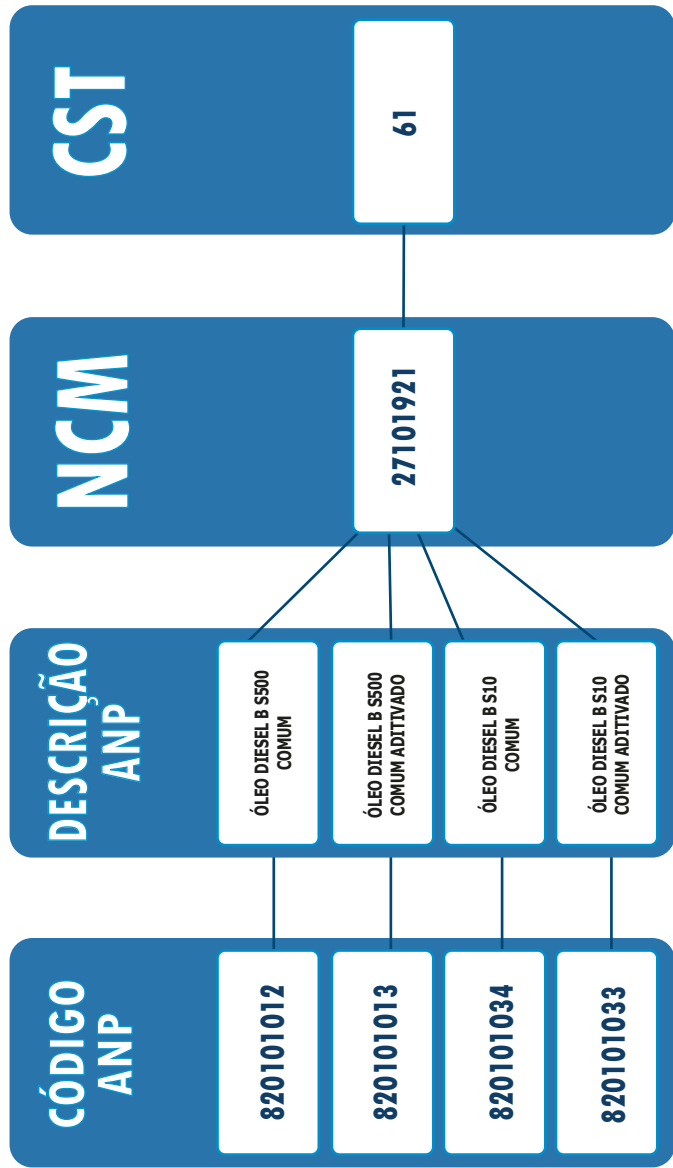 CÓDIGO
ANP
820101012
820101013
820101034
820101033
DESCRIÇÃO
ANP
ÓLEO DIESEL B S500
COMUM
ÓLEO DIESEL B S500
COMUM ADITIVADO
ÓLEO DIESEL B S10
COMUM
ÓLEO DIESEL B S10
COMUM ADITIVADO
NCM
27101921
CST
61